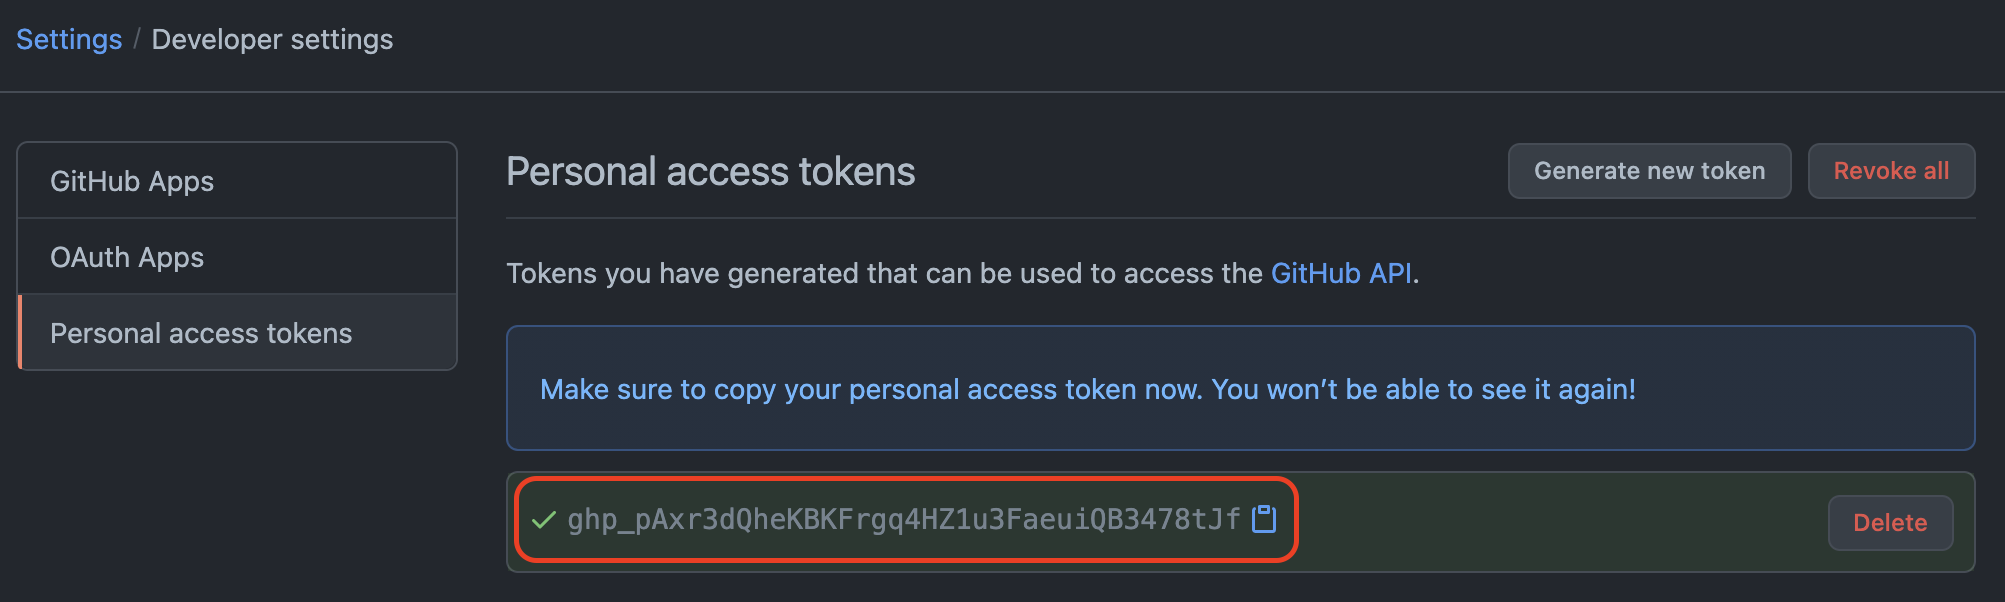 Settings / Developer settings
GitHub Apps
OAuth Apps
Personal access tokens
Personal access tokens
Generate new token
Revoke all
Tokens you have generated that can be used to access the GitHub API.
Make sure to copy your personal access token now. You won’t be able to see it again!
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
Delete